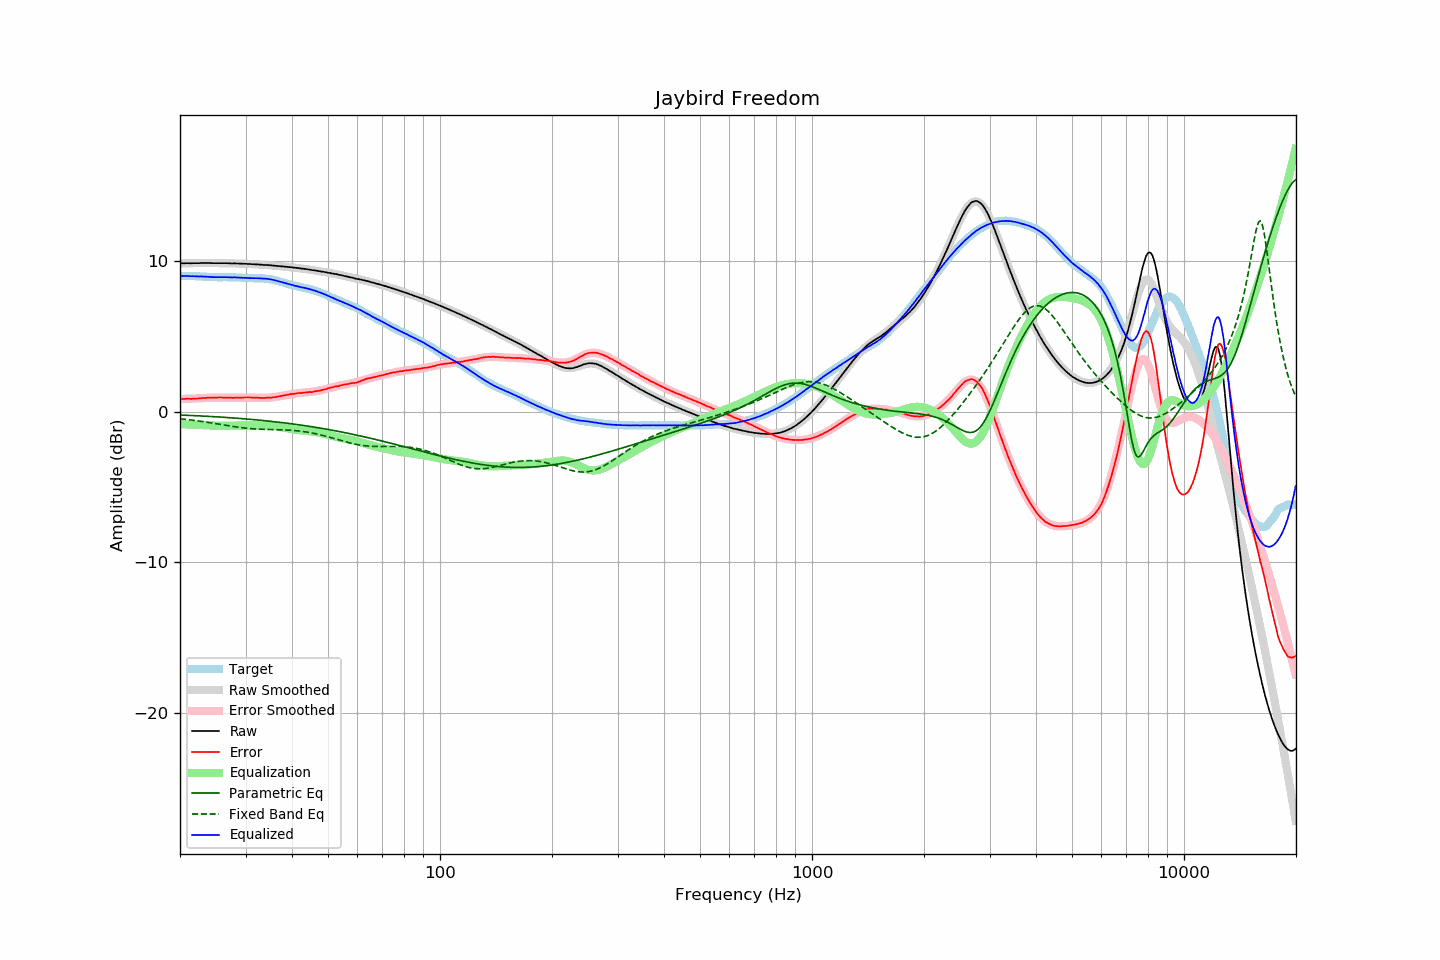 Jaybird Freedom
10
0
−10
−20
Amplitude (dBr)
Target
Raw Smoothed
Error Smoothed
Raw
Error
Equalization
Parametric Eq
Fixed Band Eq
Equalized
100
1000
10000
Frequency (Hz)